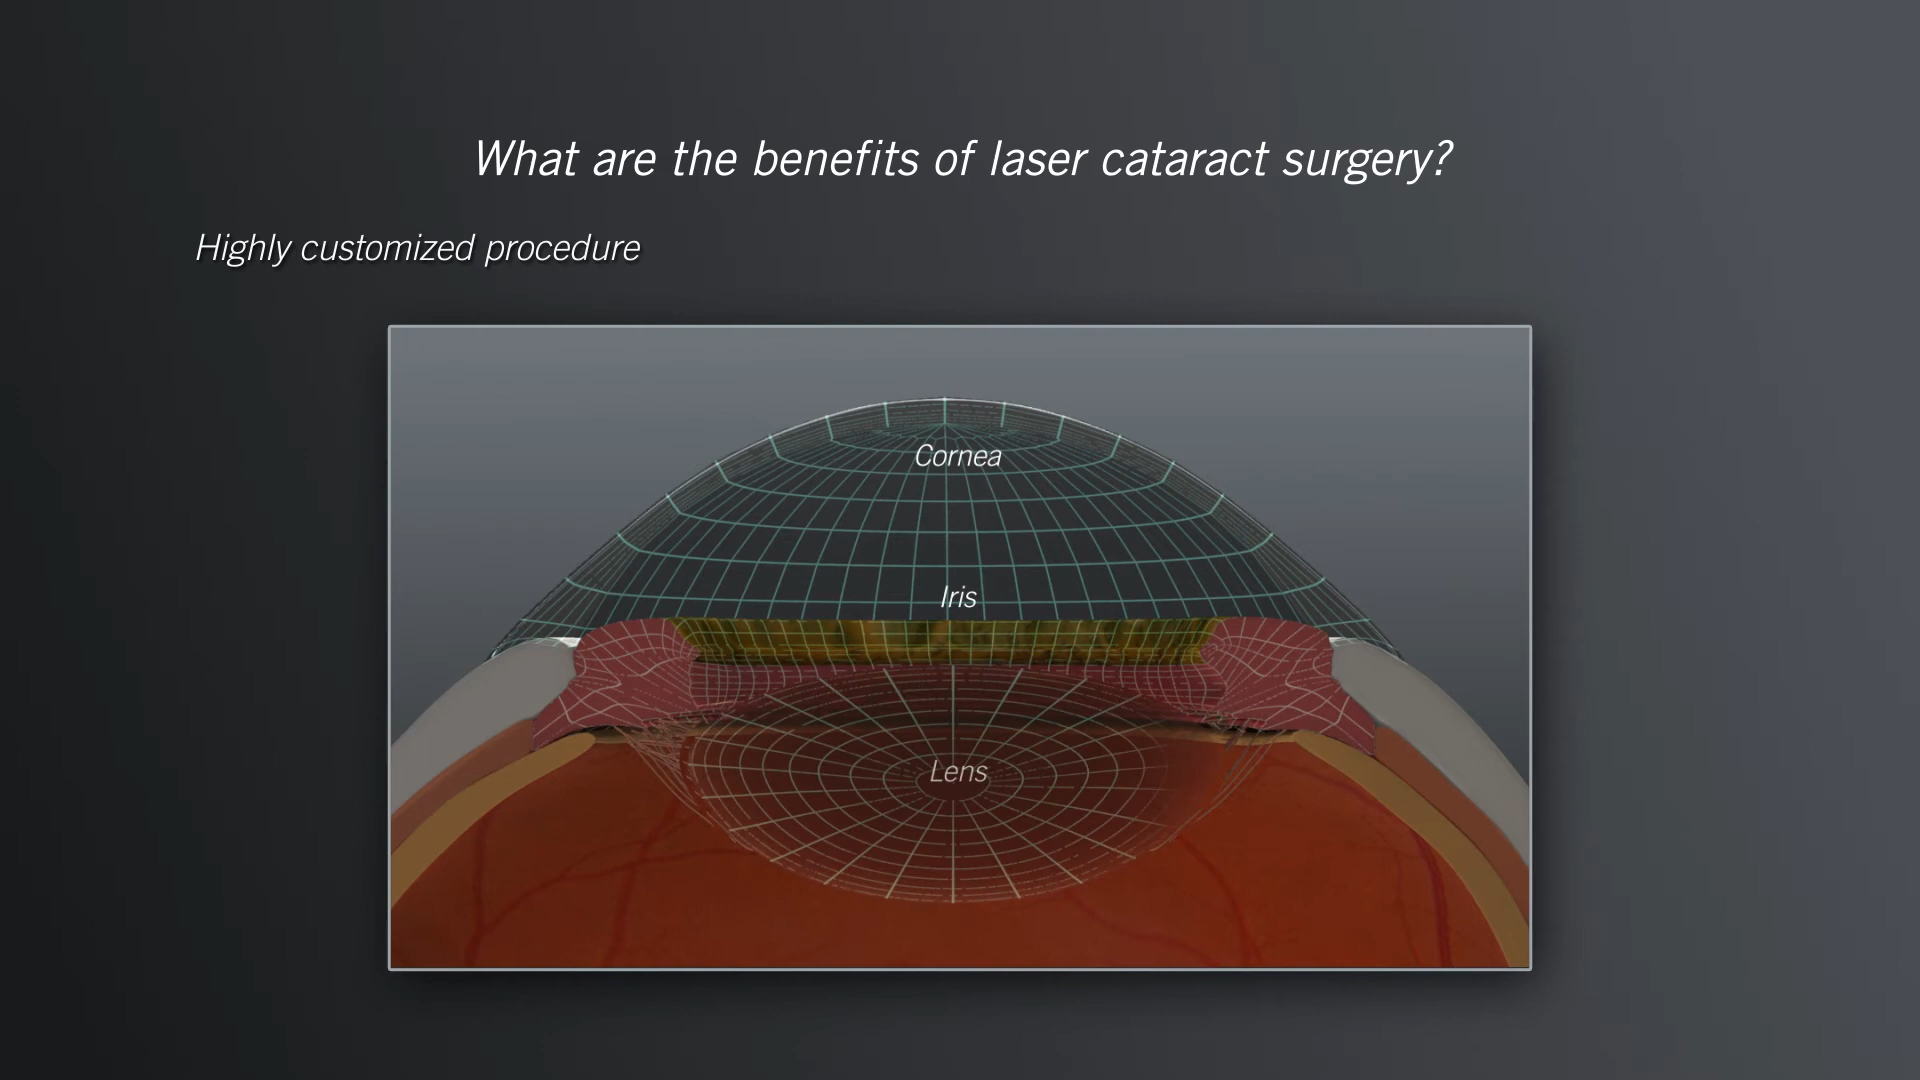 What are the benefits of laser cataract surgery?
Highly customized procedure
Cornea
Iris
Lens